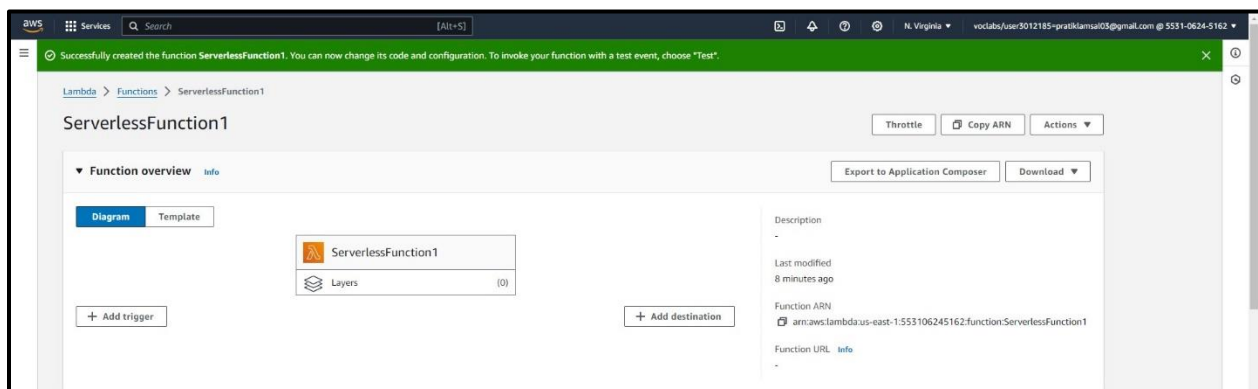 aws Services Search [Alt+S] N. Virginia voclabs/user3012185=pratiklamsal03@gmail.com @ 5531-0624-5162
Successfully created the function ServerlessFunction1. You can now change its code and configuration. To invoke your function with a test event, choose "Test".
Lambda > Functions > ServerlessFunction1
ServerlessFunction1
Throttle Copy ARN Actions
Function overview Info
Export to Application Composer Download
Diagram Template
ServerlessFunction1
Layers (0)
+ Add trigger
+ Add destination
Description
-
Last modified
8 minutes ago
Function ARN
arn:aws:lambda:us-east-1:553106245162:function:ServerlessFunction1
Function URL Info
-